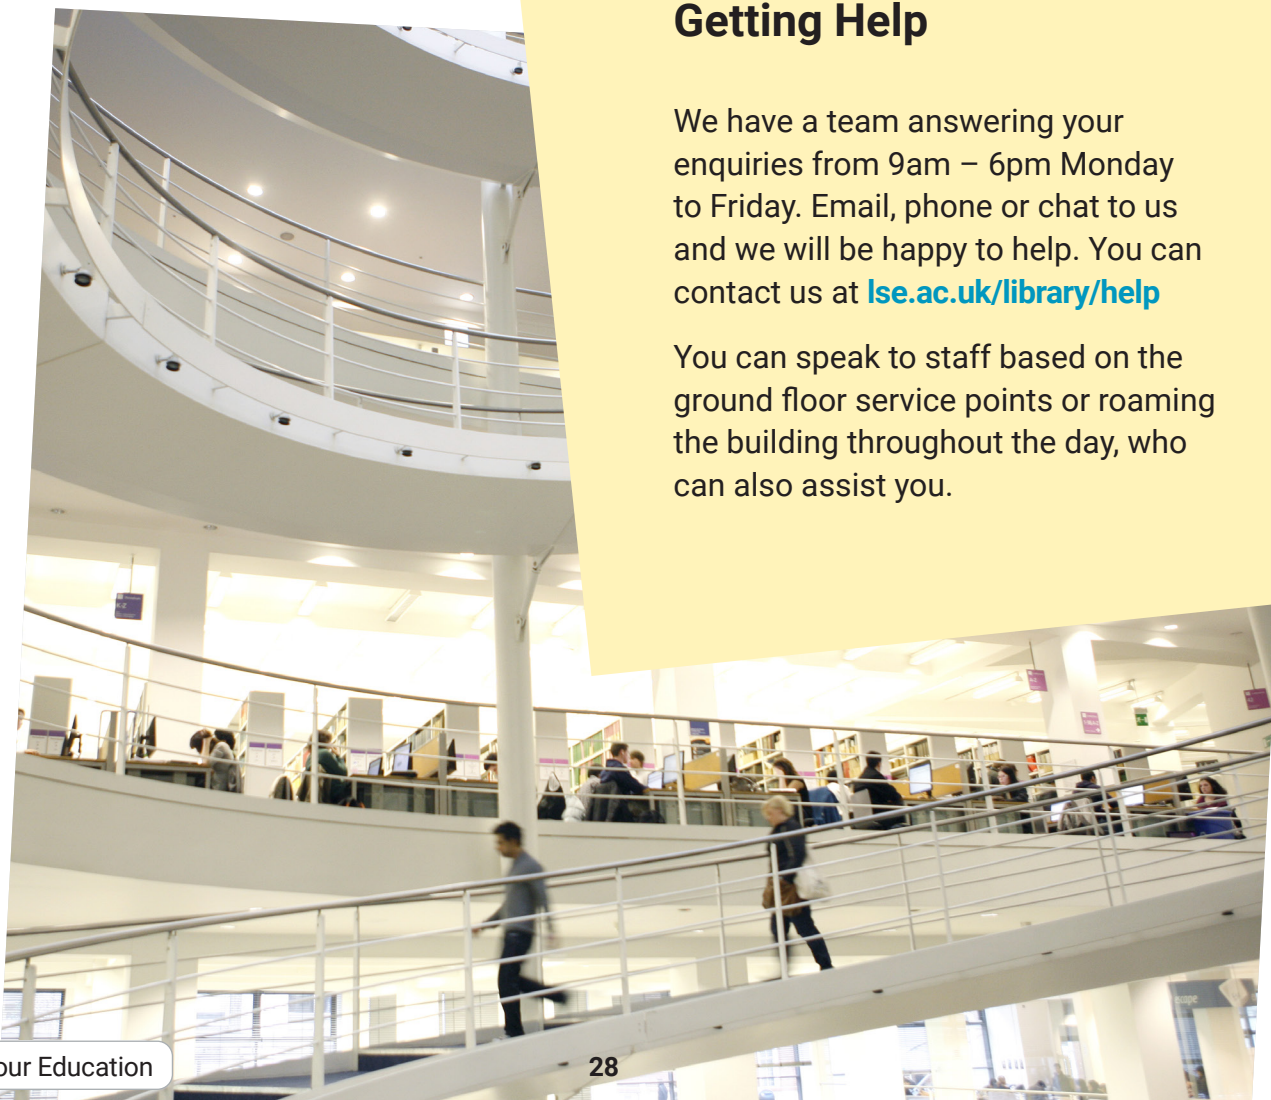 Getting Help
We have a team answering your
enquiries from 9am – 6pm Monday
to Friday. Email, phone or chat to us
and we will be happy to help. You can
contact us at lse.ac.uk/library/help
You can speak to staff based on the
ground floor service points or roaming
the building throughout the day, who
can also assist you.
A-Z
escape
our Education
28